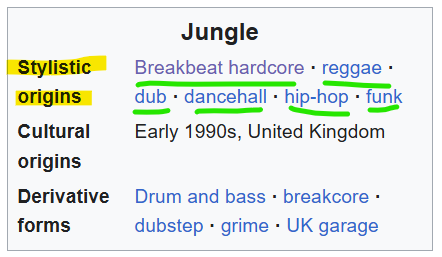 Jungle
Stylistic Breakbeat hardcore · reggae ·
origins dub · dancehall · hip-hop · funk
Cultural Early 1990s, United Kingdom
origins
Derivative Drum and bass · breakcore ·
forms dubstep · grime · UK garage